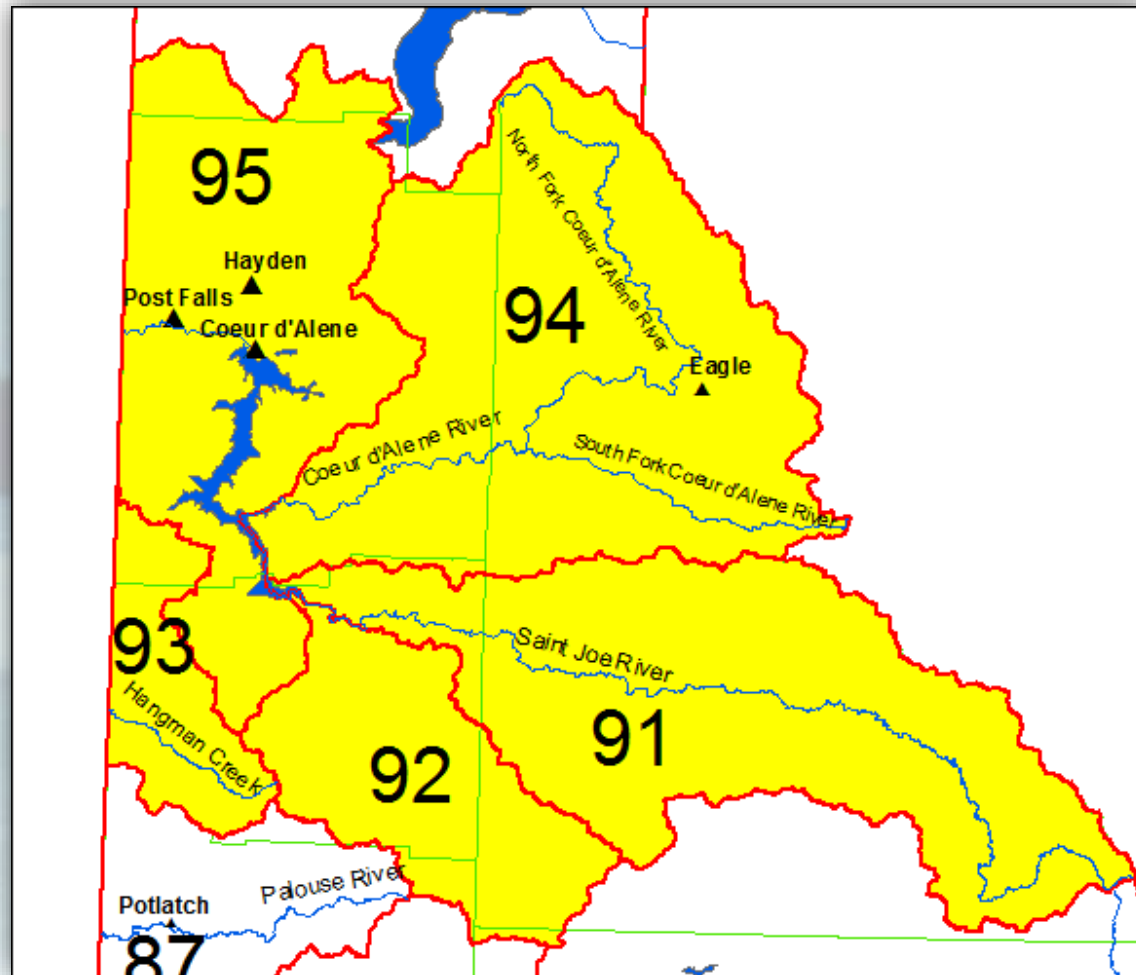 95
North Fork Coeur d'Alene River
Hayden
Post Falls
94
Coeur d'Alene
Eagle
Coeur d'Alene River
South Fork Coeur d'Alene River
93
Saint Joe River
Hangman Creek
91
92
Palouse River
Potlatch
87